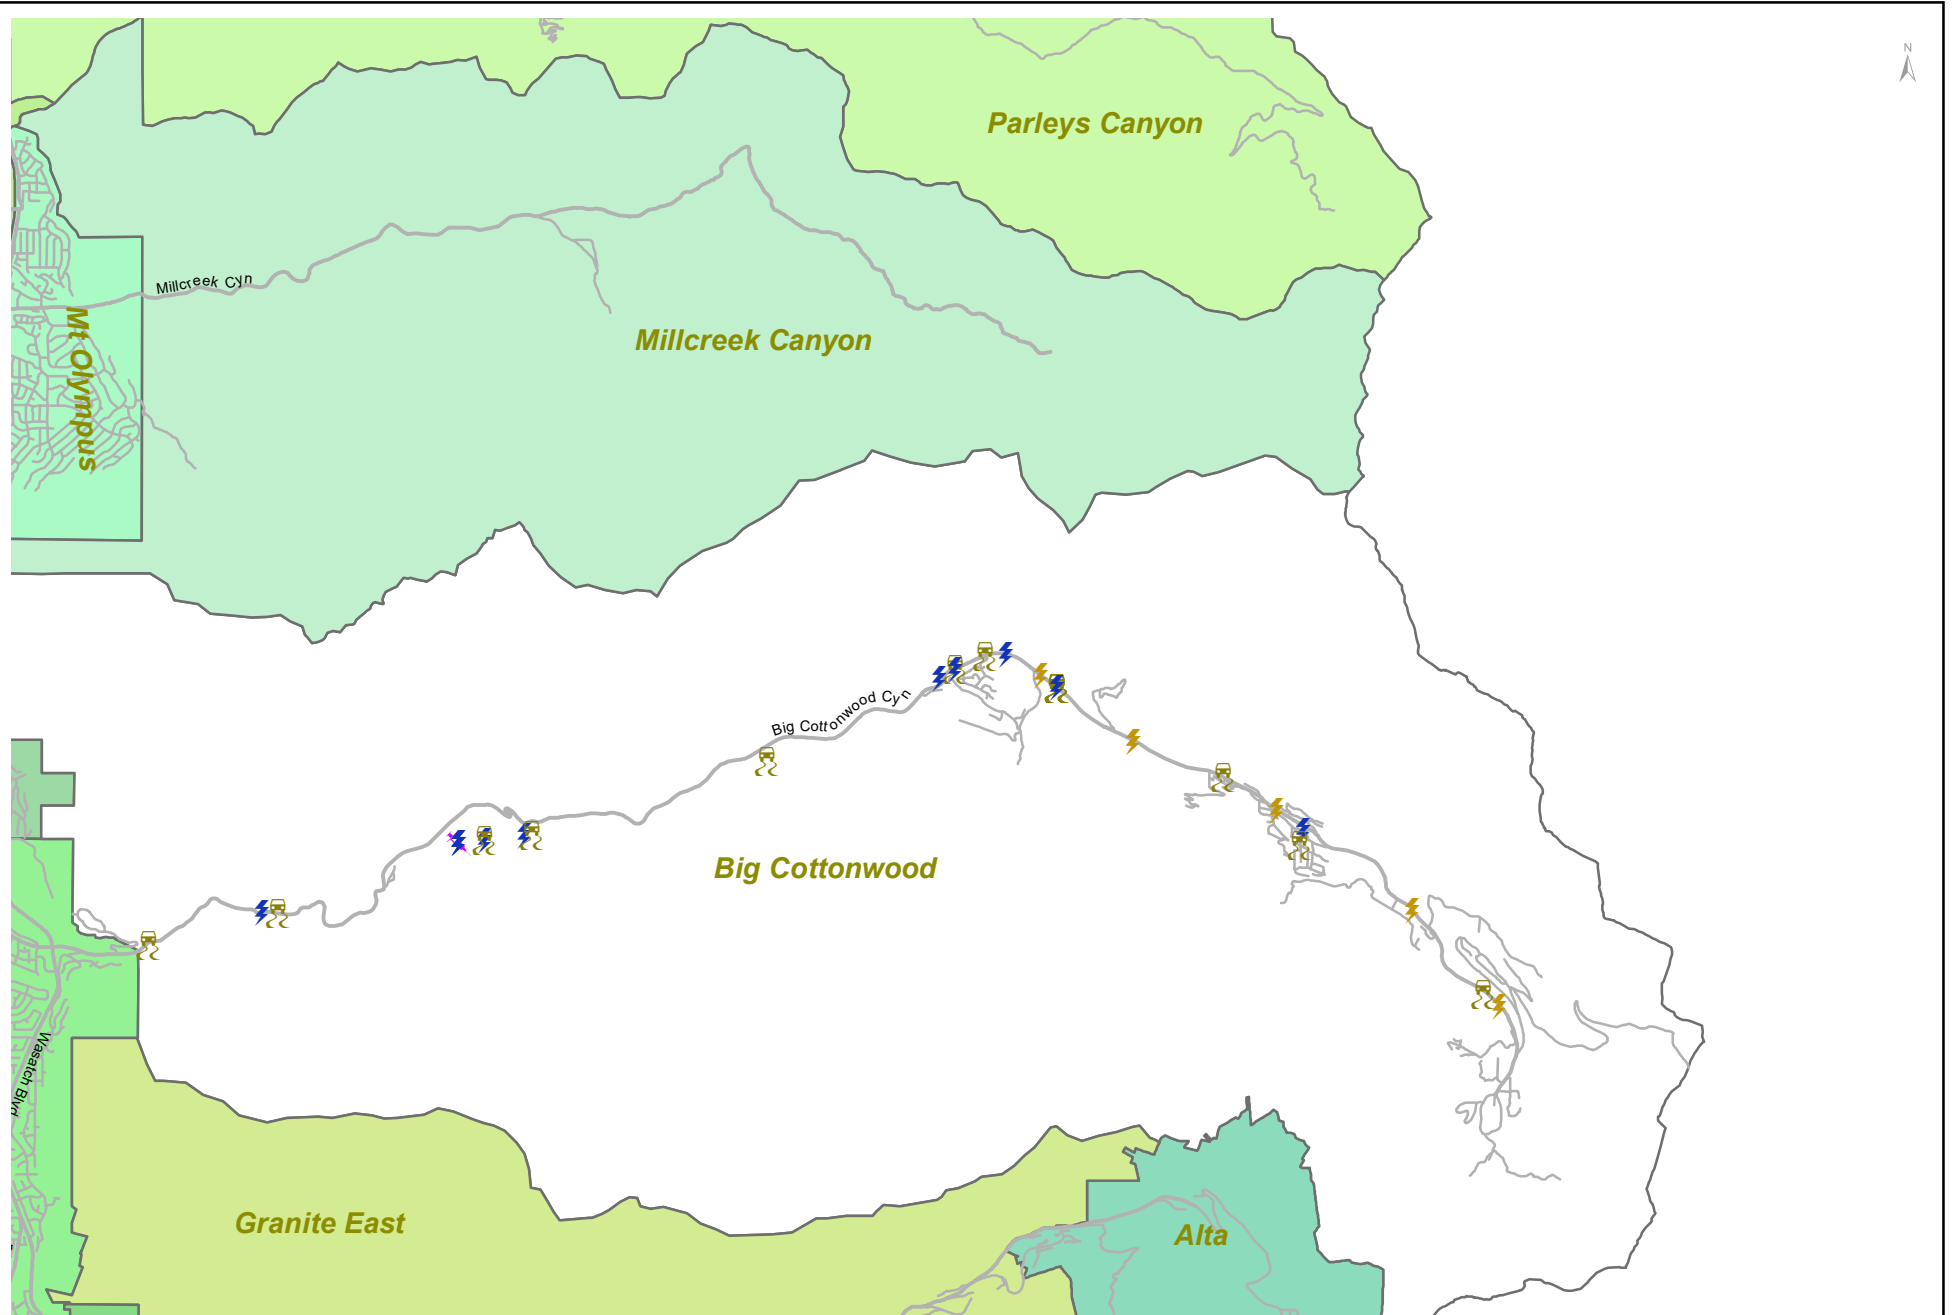 N
Parleys Canyon
Millcreek Cyn
Mt Olympus
Millcreek Canyon
Big Cottonwood Cyn
Big Cottonwood
Wasatch Blvd
Granite East
Alta